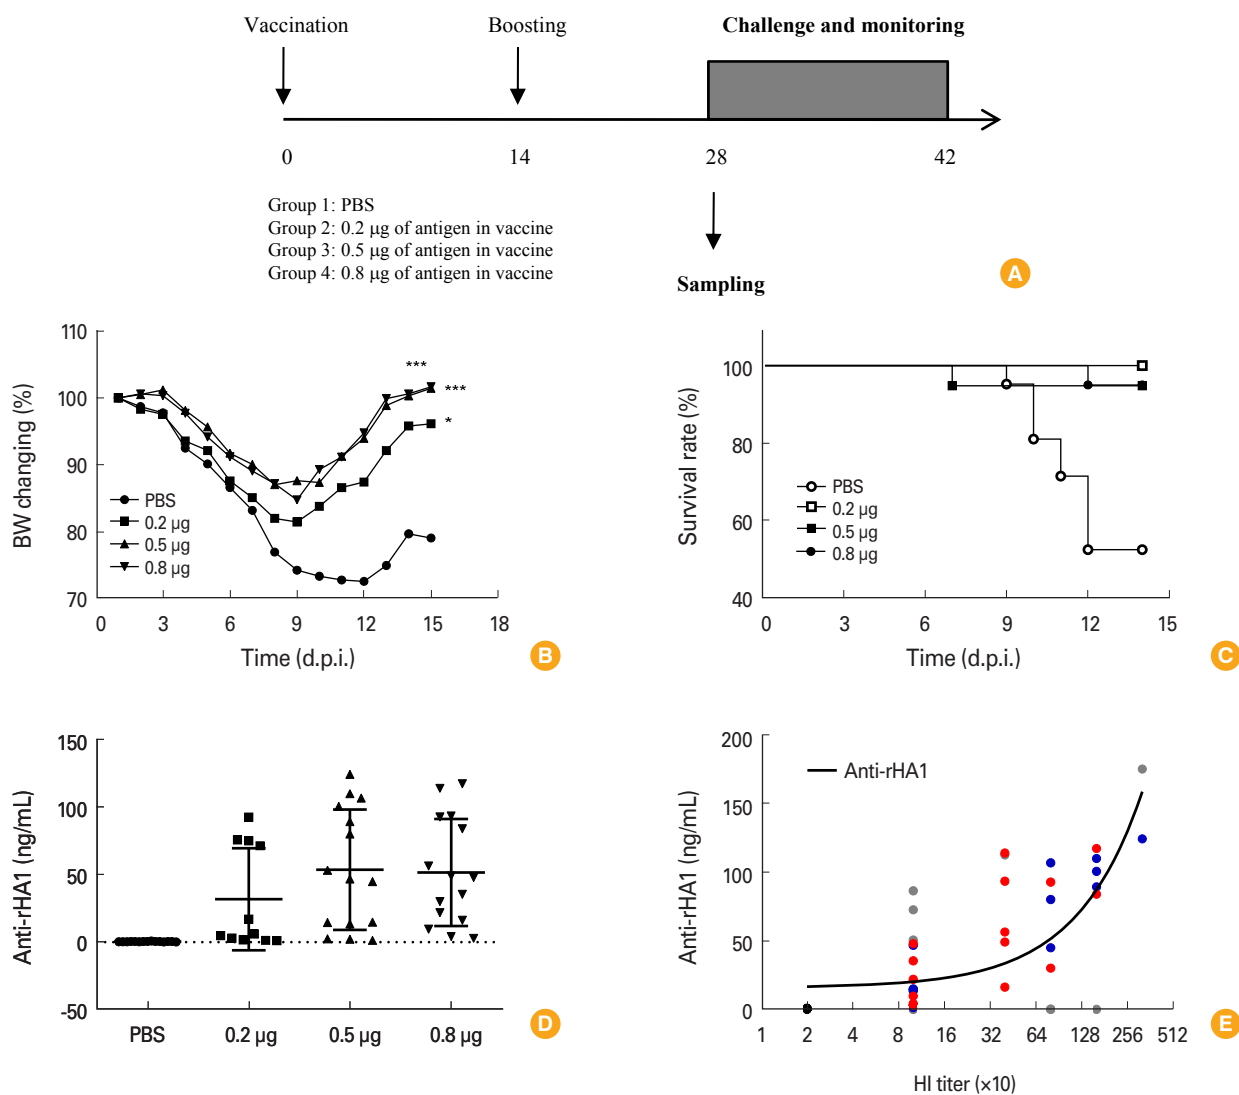 Vaccination
Boosting
Challenge and monitoring
0
14
28
42
Group 1: PBS
Group 2: 0.2 µg of antigen in vaccine
Group 3: 0.5 µg of antigen in vaccine
Group 4: 0.8 µg of antigen in vaccine
Sampling
A
110
100
90
80
70
BW changing (%)
***
***
*
PBS
0.2 µg
0.5 µg
0.8 µg
0 3 6 9 12 15 18
Time (d.p.i.)
B
100
80
60
40
Survival rate (%)
PBS
0.2 µg
0.5 µg
0.8 µg
0 3 6 9 12 15
Time (d.p.i.)
C
150
100
50
0
-50
Anti-rHA1 (ng/mL)
PBS 0.2 µg 0.5 µg 0.8 µg
D
200
150
100
50
0
Anti-rHA1 (ng/mL)
Anti-rHA1
1 2 4 8 16 32 64 128 256 512
HI titer (×10)
E